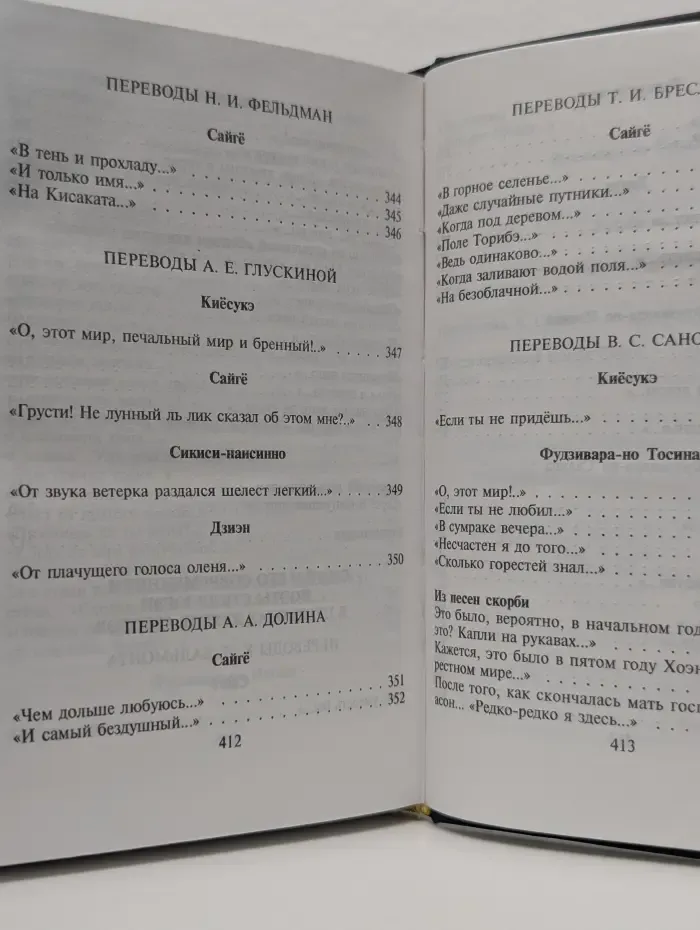 ПЕРЕВОДЫ Н. И. ФЕЛЬДМАН
Сайгё
«В тень и прохладу...» . . . . . . . . . . . . . 344
«И только имя...» . . . . . . . . . . . . . . . 345
«На Кисаката...» . . . . . . . . . . . . . . . 346
ПЕРЕВОДЫ А. Е. ГЛУСКИНОЙ
Киёсукэ
«О, этот мир, печальный мир и бренный!..» . . . . . 347
Сайгё
«Грусти! Не лунный ль лик сказал об этом мне?..» . . 348
Сикиси-нансинно
«От звука ветерка раздался шелест легкий...» . . . . . 349
Дзиэн
«От плачущего голоса оленя...» . . . . . . . . . . . 350
ПЕРЕВОДЫ А. А. ДОЛИНА
Сайгё
«Чем дольше любуюсь...» . . . . . . . . . . . . . 351
«И самый бездушный...» . . . . . . . . . . . . . 352
412
ПЕРЕВОДЫ Т. И. БРЕСЛ
Сайгё
«В горное селенье...» . . . . . . . .
«Даже случайные путники...» . . .
«Когда под деревом...» . . . . . . .
«Поле Торибэ...» . . . . . . . . . .
«Ведь одинаково...» . . . . . . . . .
«Когда заливают водой поля...» . .
«На безоблачной...» . . . . . . . . .
ПЕРЕВОДЫ В. С. САНО
Киёсукэ
«Если ты не придёшь...» . . . . . .
Фудзивара-но Тосина
«О, этот мир!..» . . . . . . . . . . .
«Если ты не любил...» . . . . . . .
«В сумраке вечера...» . . . . . . . .
«Несчастен я до того...» . . . . . .
«Сколько горестей знал...» . . . . .
Из песен скорби
Это было, вероятно, в начальном год
это? Капли на рукавах...» . . . . .
Кажется, это было в пятом году Хоэн
рестном мире...» . . . . . . . . . .
После того, как скончалась мать гос
асон... «Редко-редко я здесь...» . . .
413